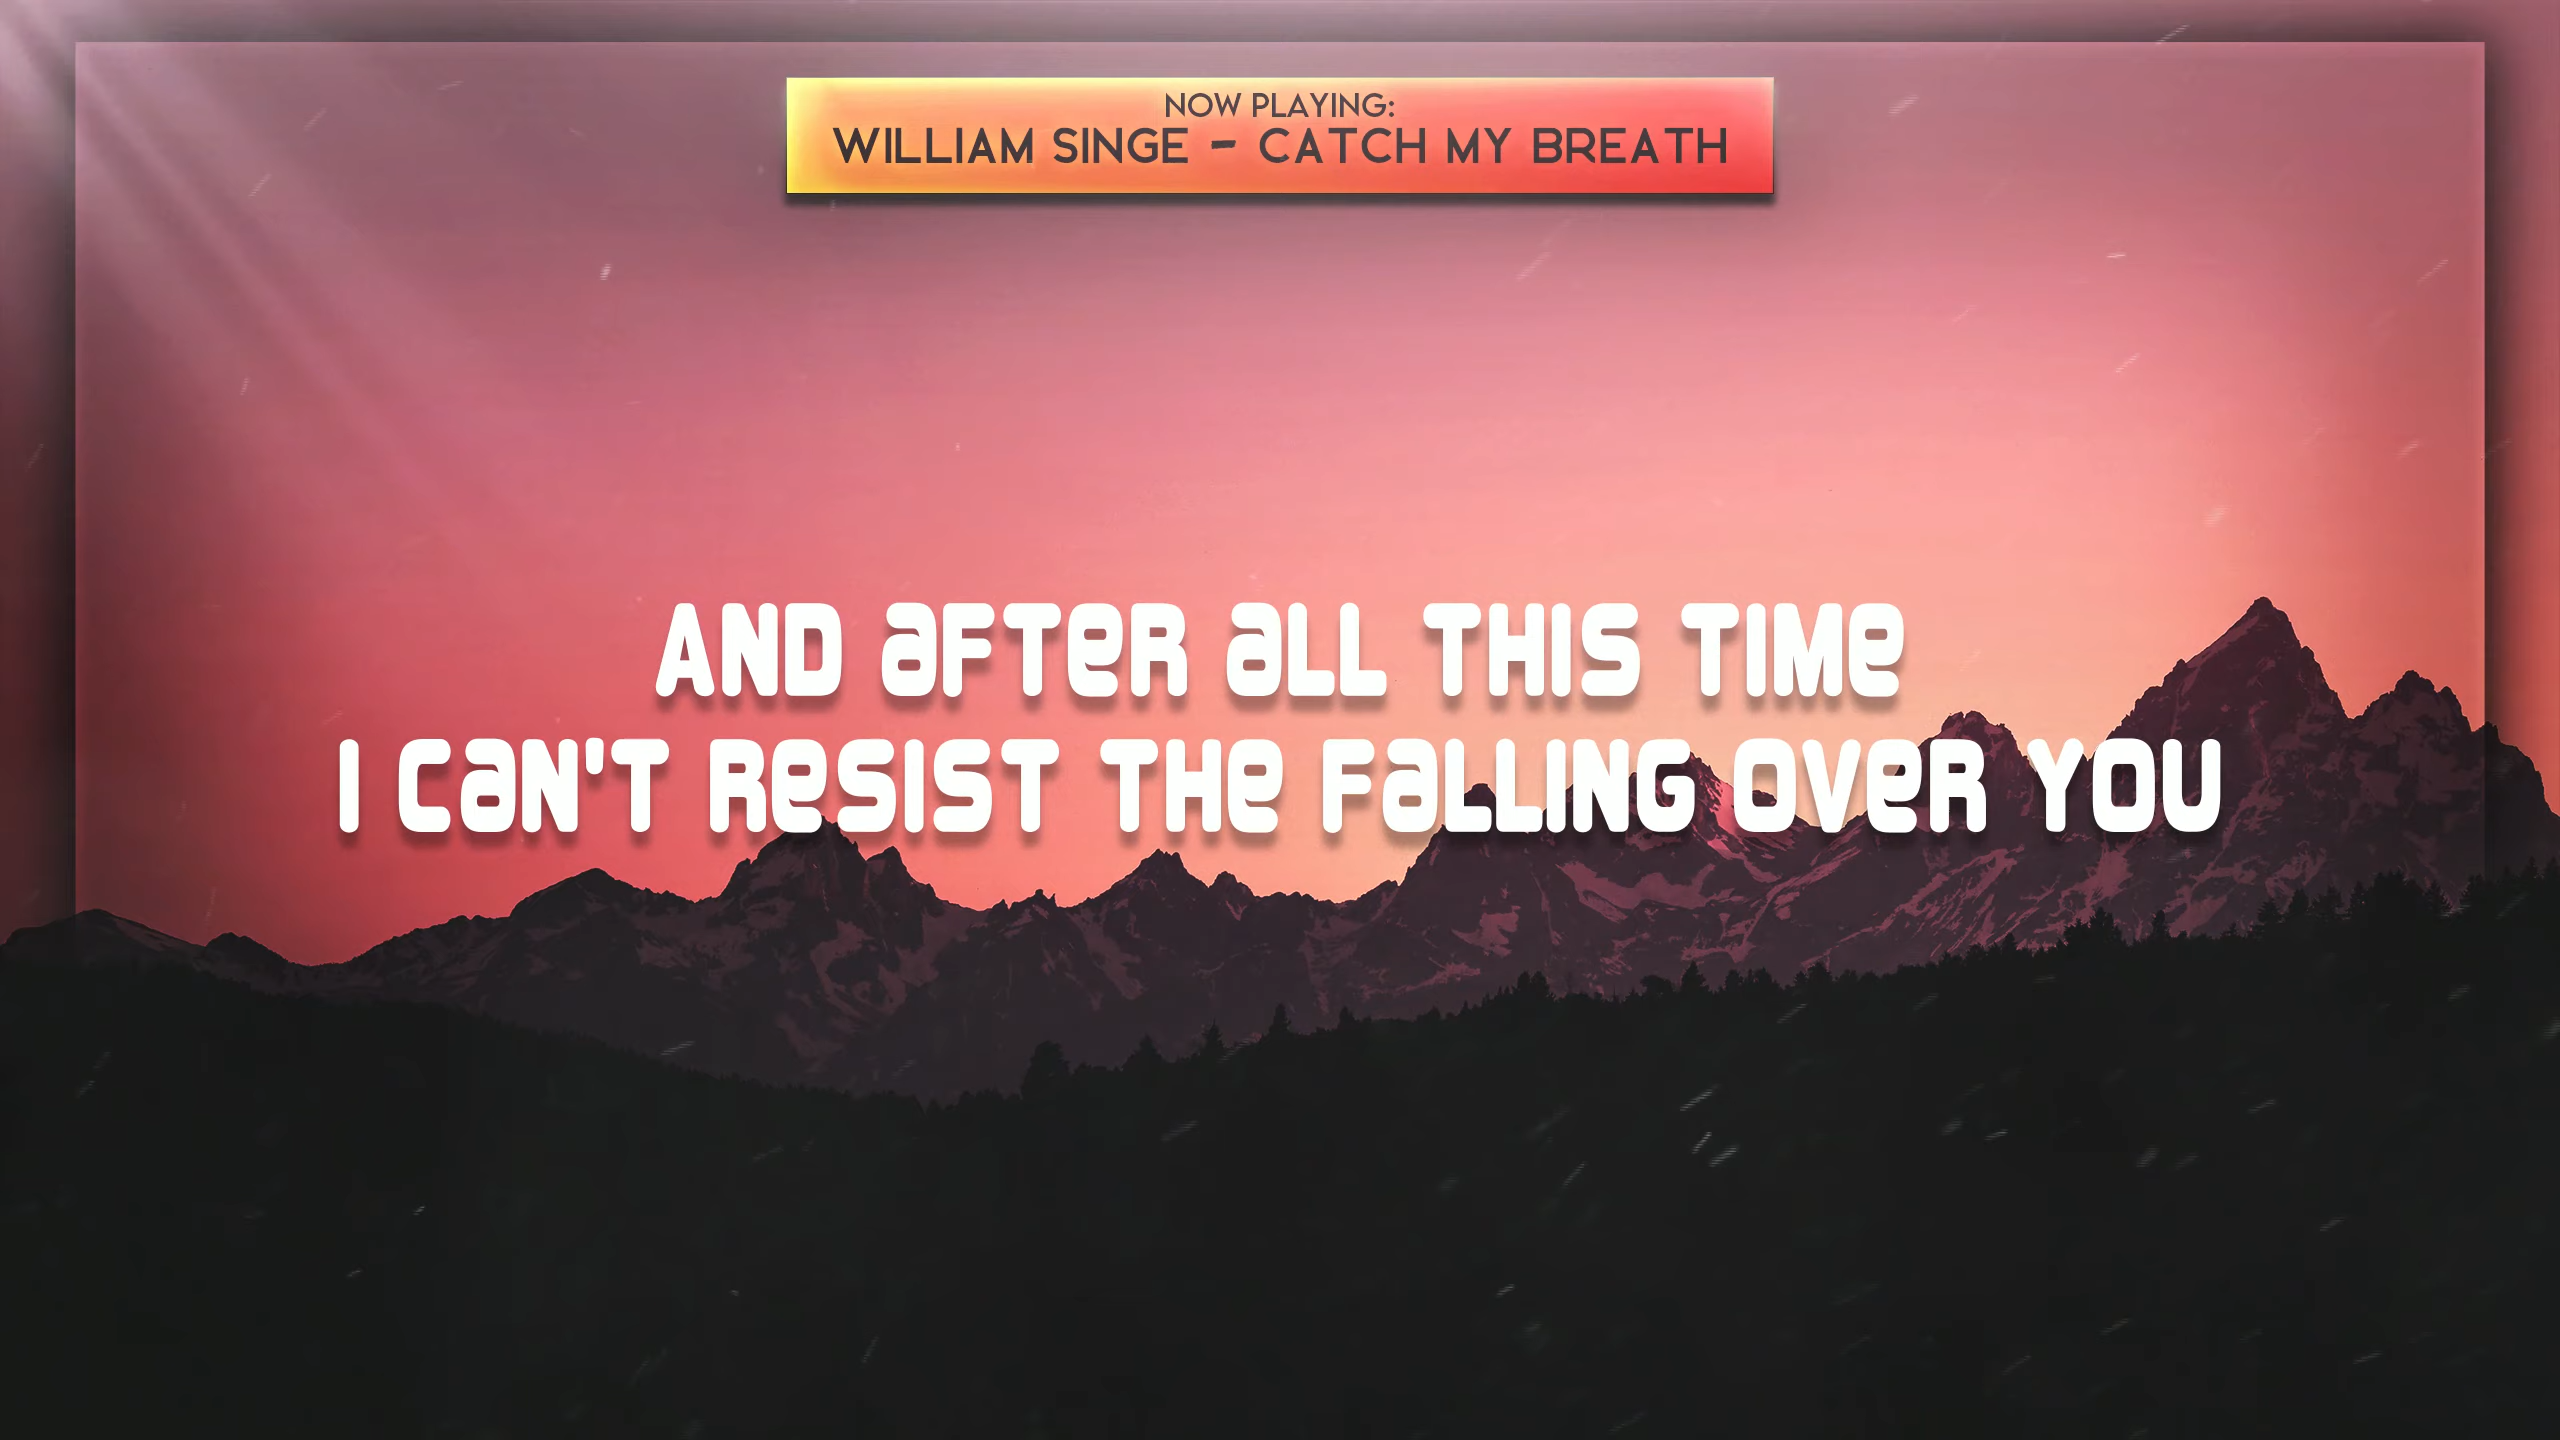 NOW PLAYING:
WILLIAM SINGE - CATCH MY BREATH
AND AFTER ALL THIS TIME
I CAN'T RESIST THE FALLING OVER YOU